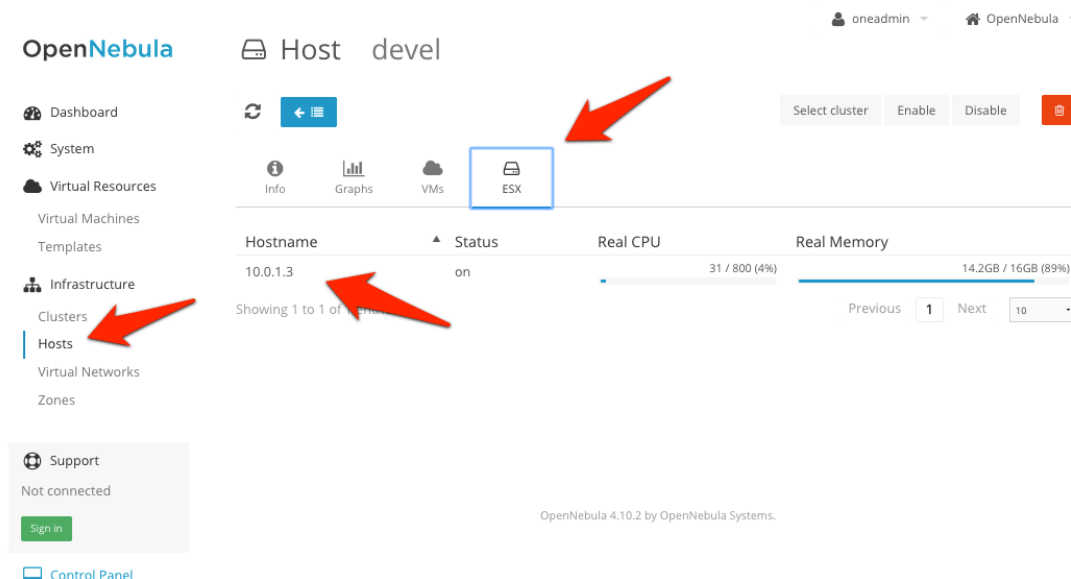 oneadmin OpenNebula
OpenNebula Host devel
Dashboard
Select cluster Enable Disable
System
Virtual Resources
Info Graphs VMs ESX
Virtual Machines
Templates
Hostname Status Real CPU Real Memory
10.0.1.3 on 31 / 800 (4%) 14.2GB / 16GB (89%)
Infrastructure
Showing 1 to 1 of Previous 1 Next 10
Clusters
Hosts
Virtual Networks
Zones
Support
Not connected
Sign in
OpenNebula 4.10.2 by OpenNebula Systems.
Control Panel